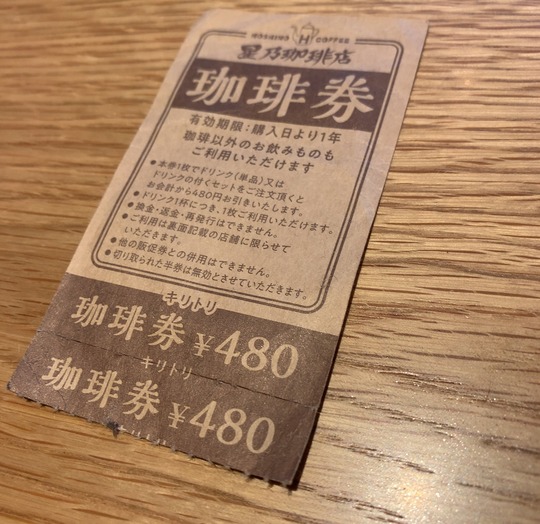 HOSHINO COFFEE
H
星乃珈琲店
珈琲券
有効期限：購入日より1年
珈琲以外のお飲みものも
ご利用いただけます
●本券1枚でドリンク（単品）又は
ドリンクの付くセットをご注文頂くと
お会計から480円お引きいたします。
●ドリンク1杯につき、1枚ご利用いただけます。
●換金・返金・再発行はできません。
●ご利用は裏面記載の店舗に限らせて
いただきます。
●他の販促券との併用はできません。
●切り取られた半券は無効とさせていただきます。
キリトリ
珈琲券 ¥480
キリトリ
珈琲券 ¥480